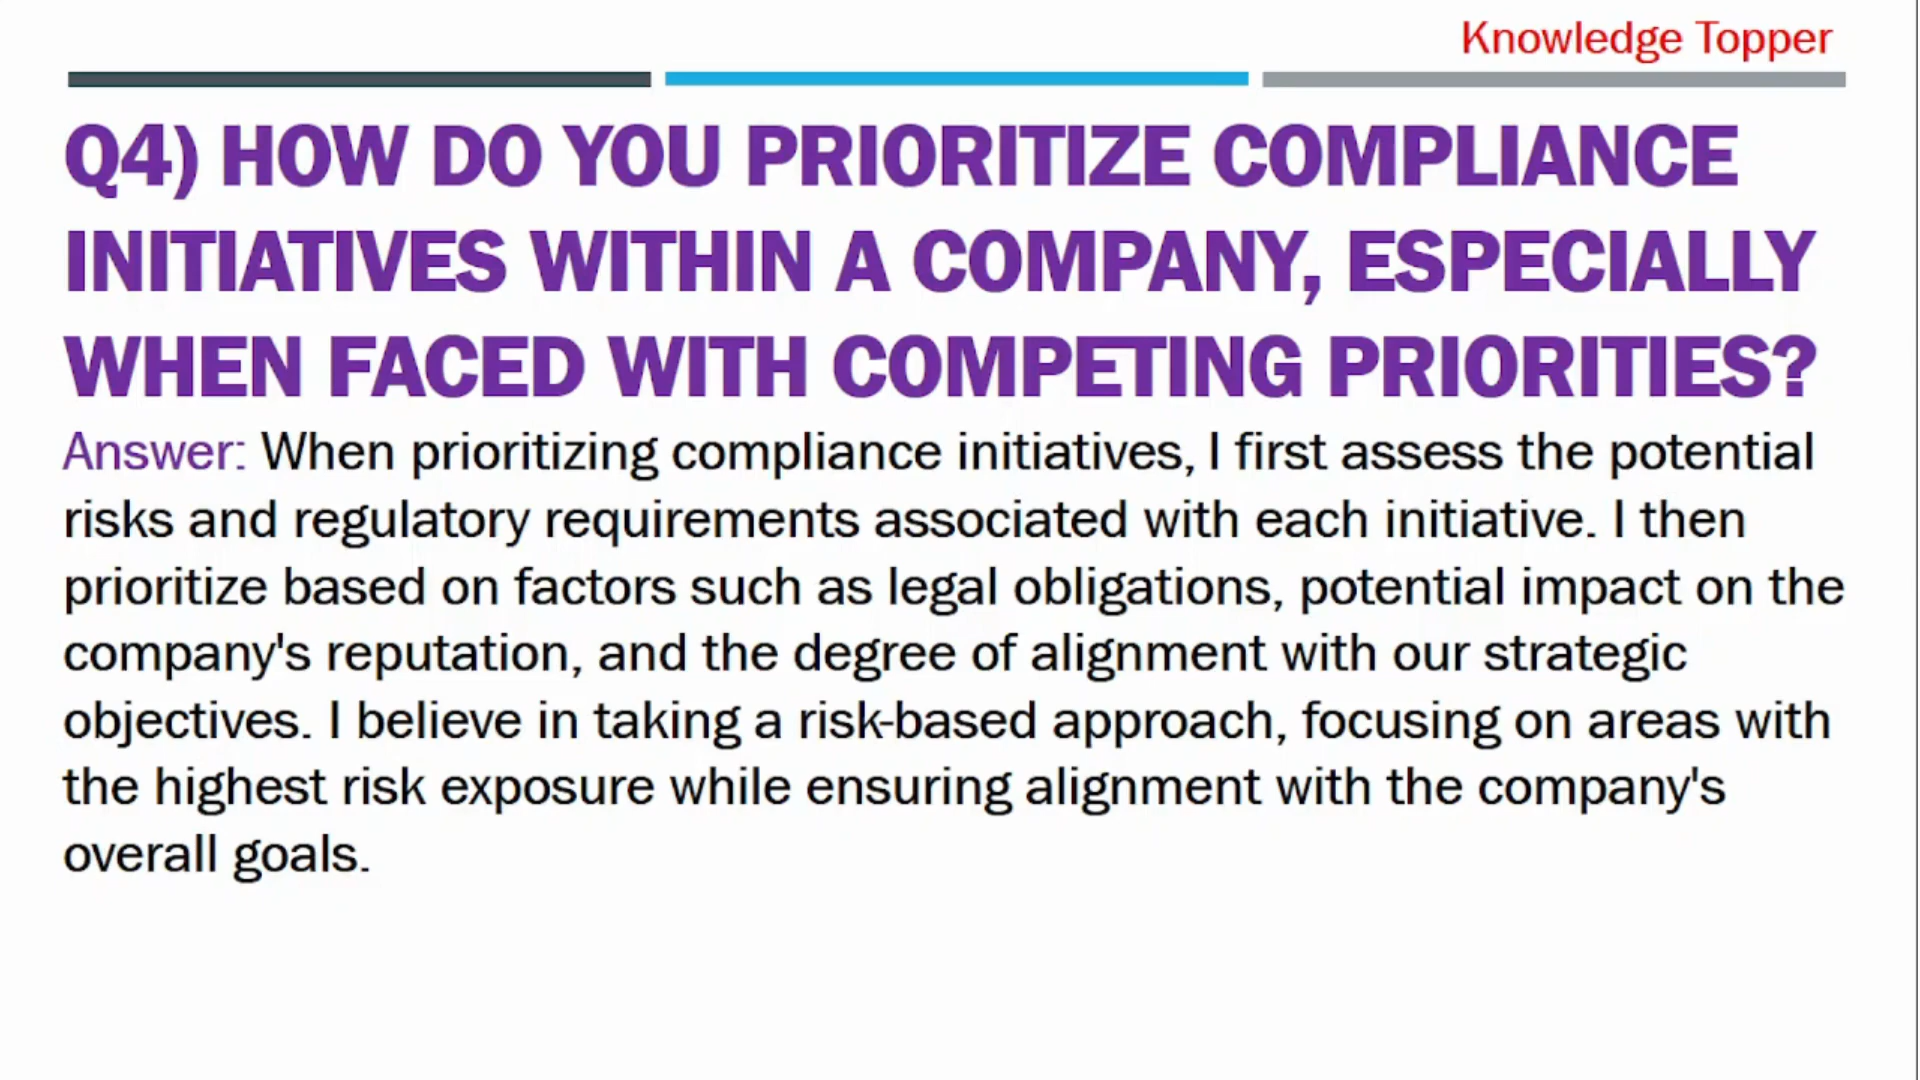 Knowledge Topper
Q4) HOW DO YOU PRIORITIZE COMPLIANCE
INITIATIVES WITHIN A COMPANY, ESPECIALLY
WHEN FACED WITH COMPETING PRIORITIES?
Answer: When prioritizing compliance initiatives, I first assess the potential
risks and regulatory requirements associated with each initiative. I then
prioritize based on factors such as legal obligations, potential impact on the
company's reputation, and the degree of alignment with our strategic
objectives. I believe in taking a risk-based approach, focusing on areas with
the highest risk exposure while ensuring alignment with the company's
overall goals.